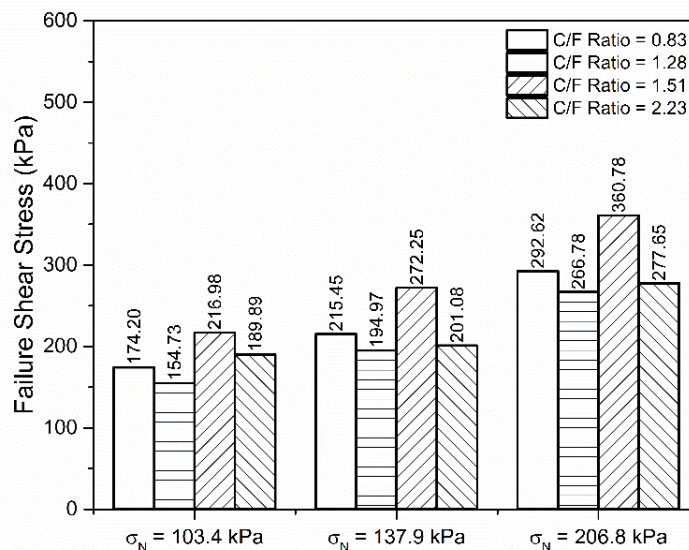 600
500
400
300
200
100
0
Failure Shear Stress (kPa)
C/F Ratio = 0.83
C/F Ratio = 1.28
C/F Ratio = 1.51
C/F Ratio = 2.23
174.20
154.73
216.98
189.89
215.45
194.97
272.25
201.08
292.62
266.78
360.78
277.65
σN = 103.4 kPa
σN = 137.9 kPa
σN = 206.8 kPa